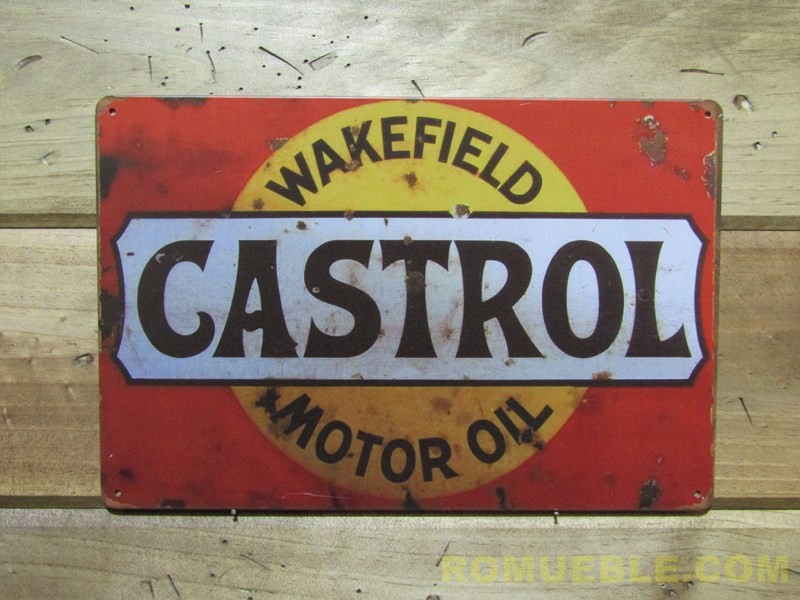 WAKEFIELD
CASTROL
MOTOR OIL
ROMUEBLE.COM